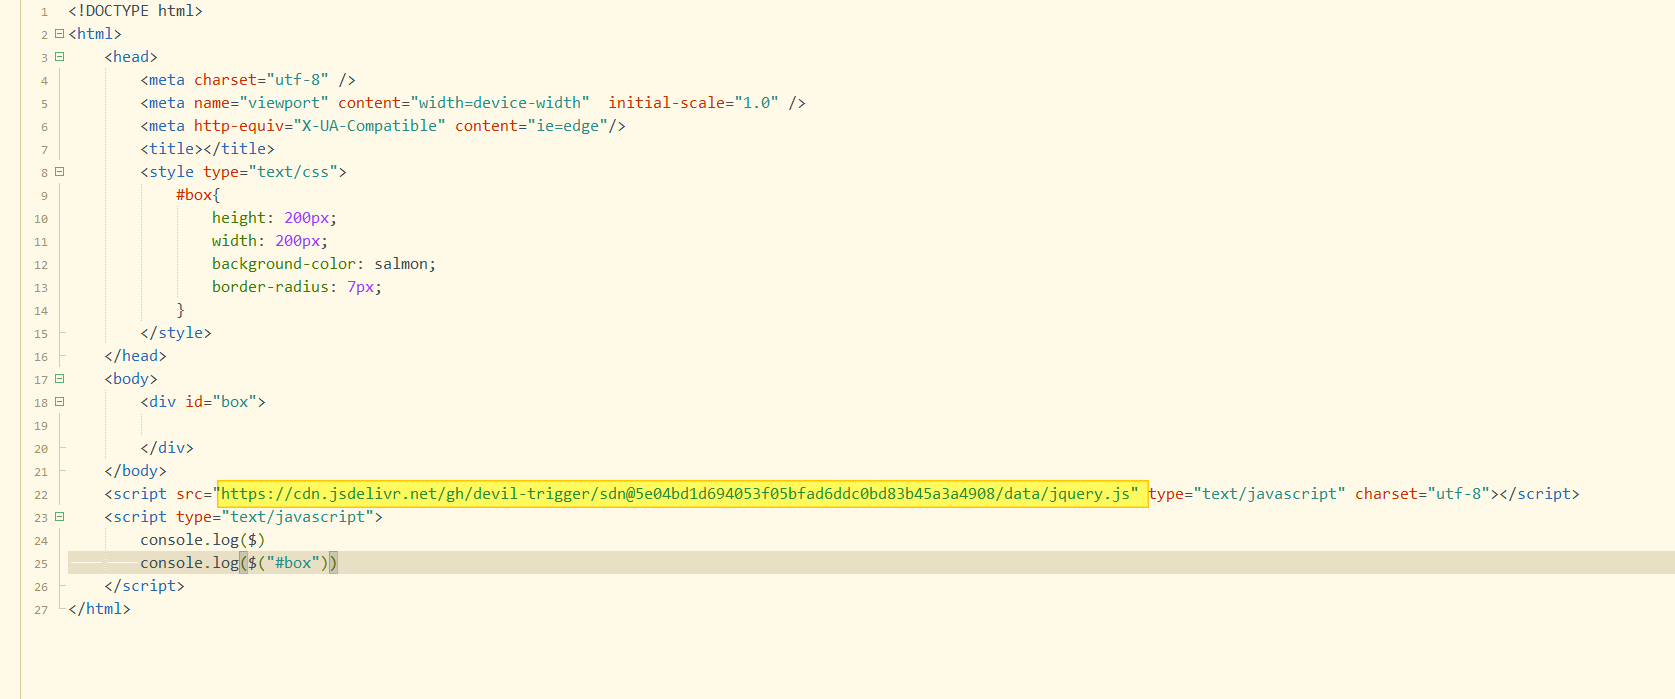 1 <!DOCTYPE html>
2 <html>
3 <head>
4 <meta charset="utf-8" />
5 <meta name="viewport" content="width=device-width"  initial-scale="1.0" />
6 <meta http-equiv="X-UA-Compatible" content="ie=edge"/>
7 <title></title>
8 <style type="text/css">
9 #box{
10 height: 200px;
11 width: 200px;
12 background-color: salmon;
13 border-radius: 7px;
14 }
15 </style>
16 </head>
17 <body>
18 <div id="box">
19
20 </div>
21 </body>
22 <script src="https://cdn.jsdelivr.net/gh/devil-trigger/sdn@5e04bd1d694053f05bfad6ddc0bd83b45a3a4908/data/jquery.js" type="text/javascript" charset="utf-8"></script>
23 <script type="text/javascript">
24 console.log($)
25 console.log($("#box"))
26 </script>
27 </html>